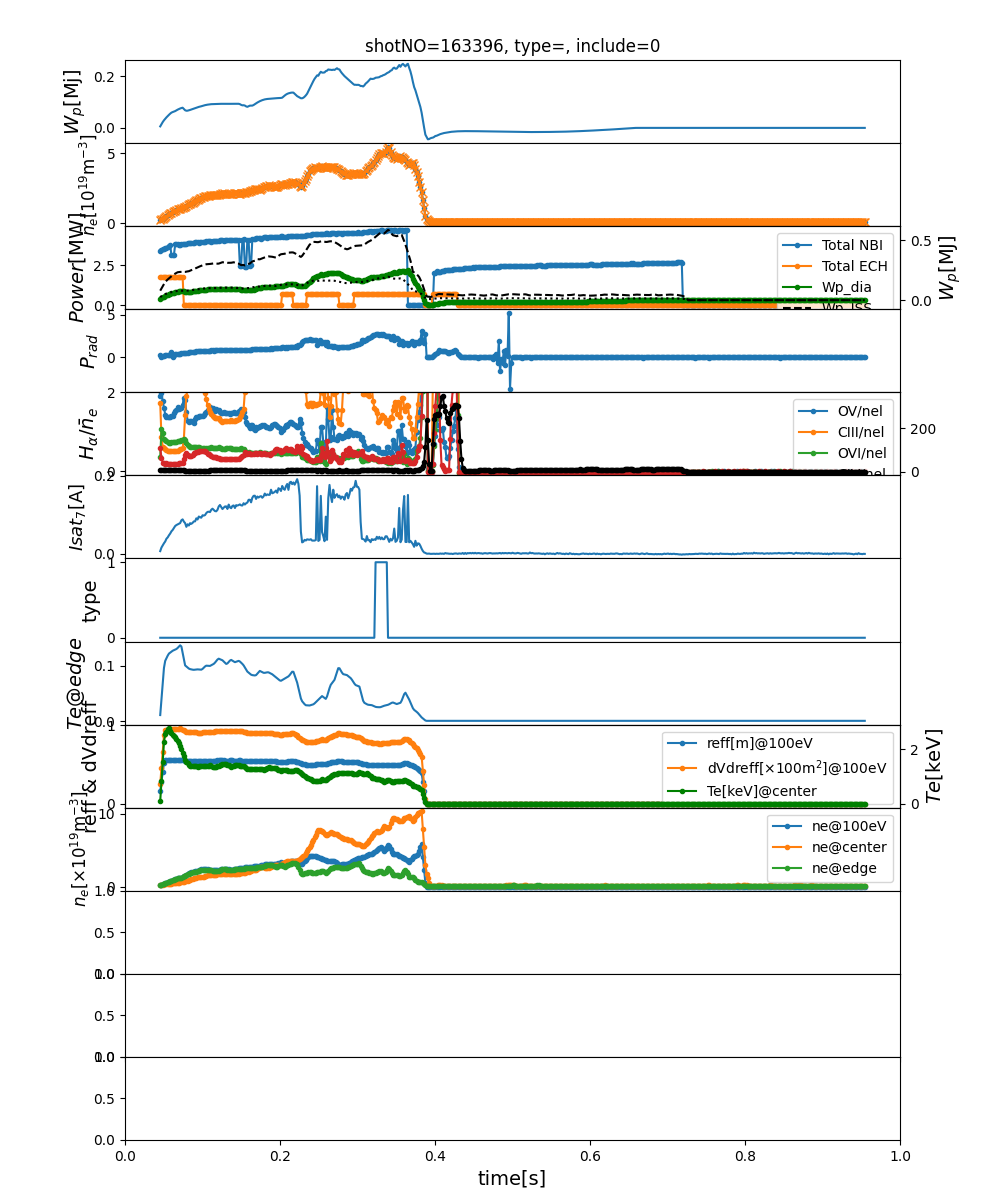 shotNO=163396, type=, include=0
W_p[MJ]
0.2
0.0
n_e[10^19 m^-3]
5
0
Power[MW]
2.5
0.0
Total NBI
Total ECH
Wp_dia
W_p[MJ]
0.5
0.0
P_rad
0
H_α/n̄_e
2
OV/nel
CIII/nel
OVI/nel
200
0
Isat_7[A]
0.2
0.0
type
1
0
Te@edge
0.1
0.0
reff & dVdreff
1
0
reff[m]@100eV
dVdreff[×100m^2]@100eV
Te[keV]@center
Te[keV]
2
0
n_e[×10^19 m^-3]
10
0
ne@100eV
ne@center
ne@edge
1.0
0.5
0.0
1.0
0.5
0.0
1.0
0.5
0.0
0.0 0.2 0.4 0.6 0.8 1.0
time[s]